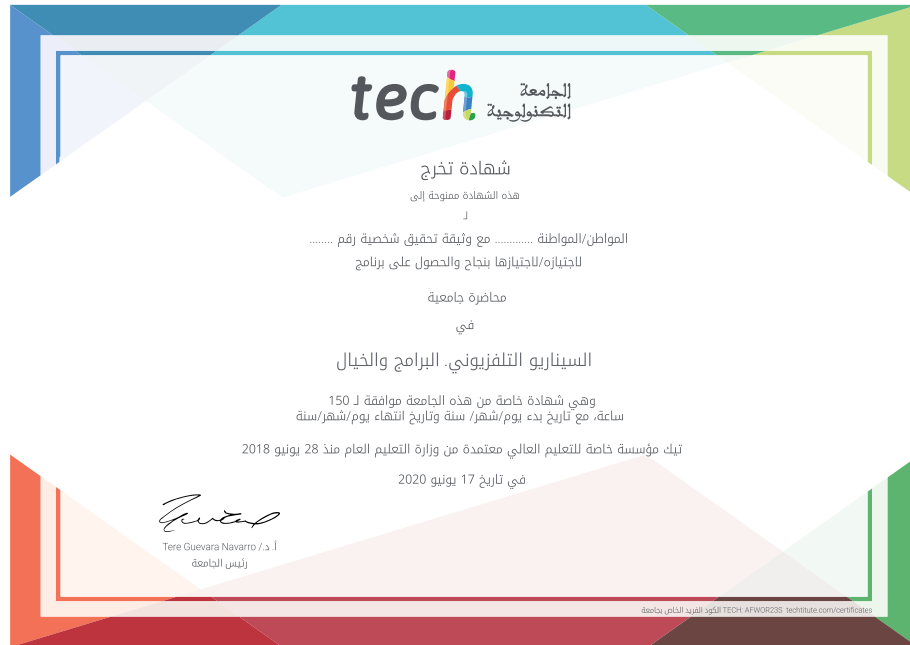 tech
الجامعة
التكنولوجية
شهادة تخرج
هذه الشهادة ممنوحة إلى
لـ
المواطن/المواطنة ............. مع وثيقة تحقيق شخصية رقم ........
لاجتيازه/لاجتيازها بنجاح والحصول على برنامج
محاضرة جامعية
في
السيناريو التلفزيوني. البرامج والخيال
وهي شهادة خاصة من هذه الجامعة موافقة لـ 150
ساعة، مع تاريخ بدء يوم/شهر/ سنة وتاريخ انتهاء يوم/شهر/سنة
تيك مؤسسة خاصة للتعليم العالي معتمدة من وزارة التعليم العام منذ 28 يونيو 2018
في تاريخ 17 يونيو 2020
أ. د./ Tere Guevara Navarro
رئيس الجامعة
الكود الفريد الخاص بجامعة TECH: AFWOR23S techtitute.com/certificates